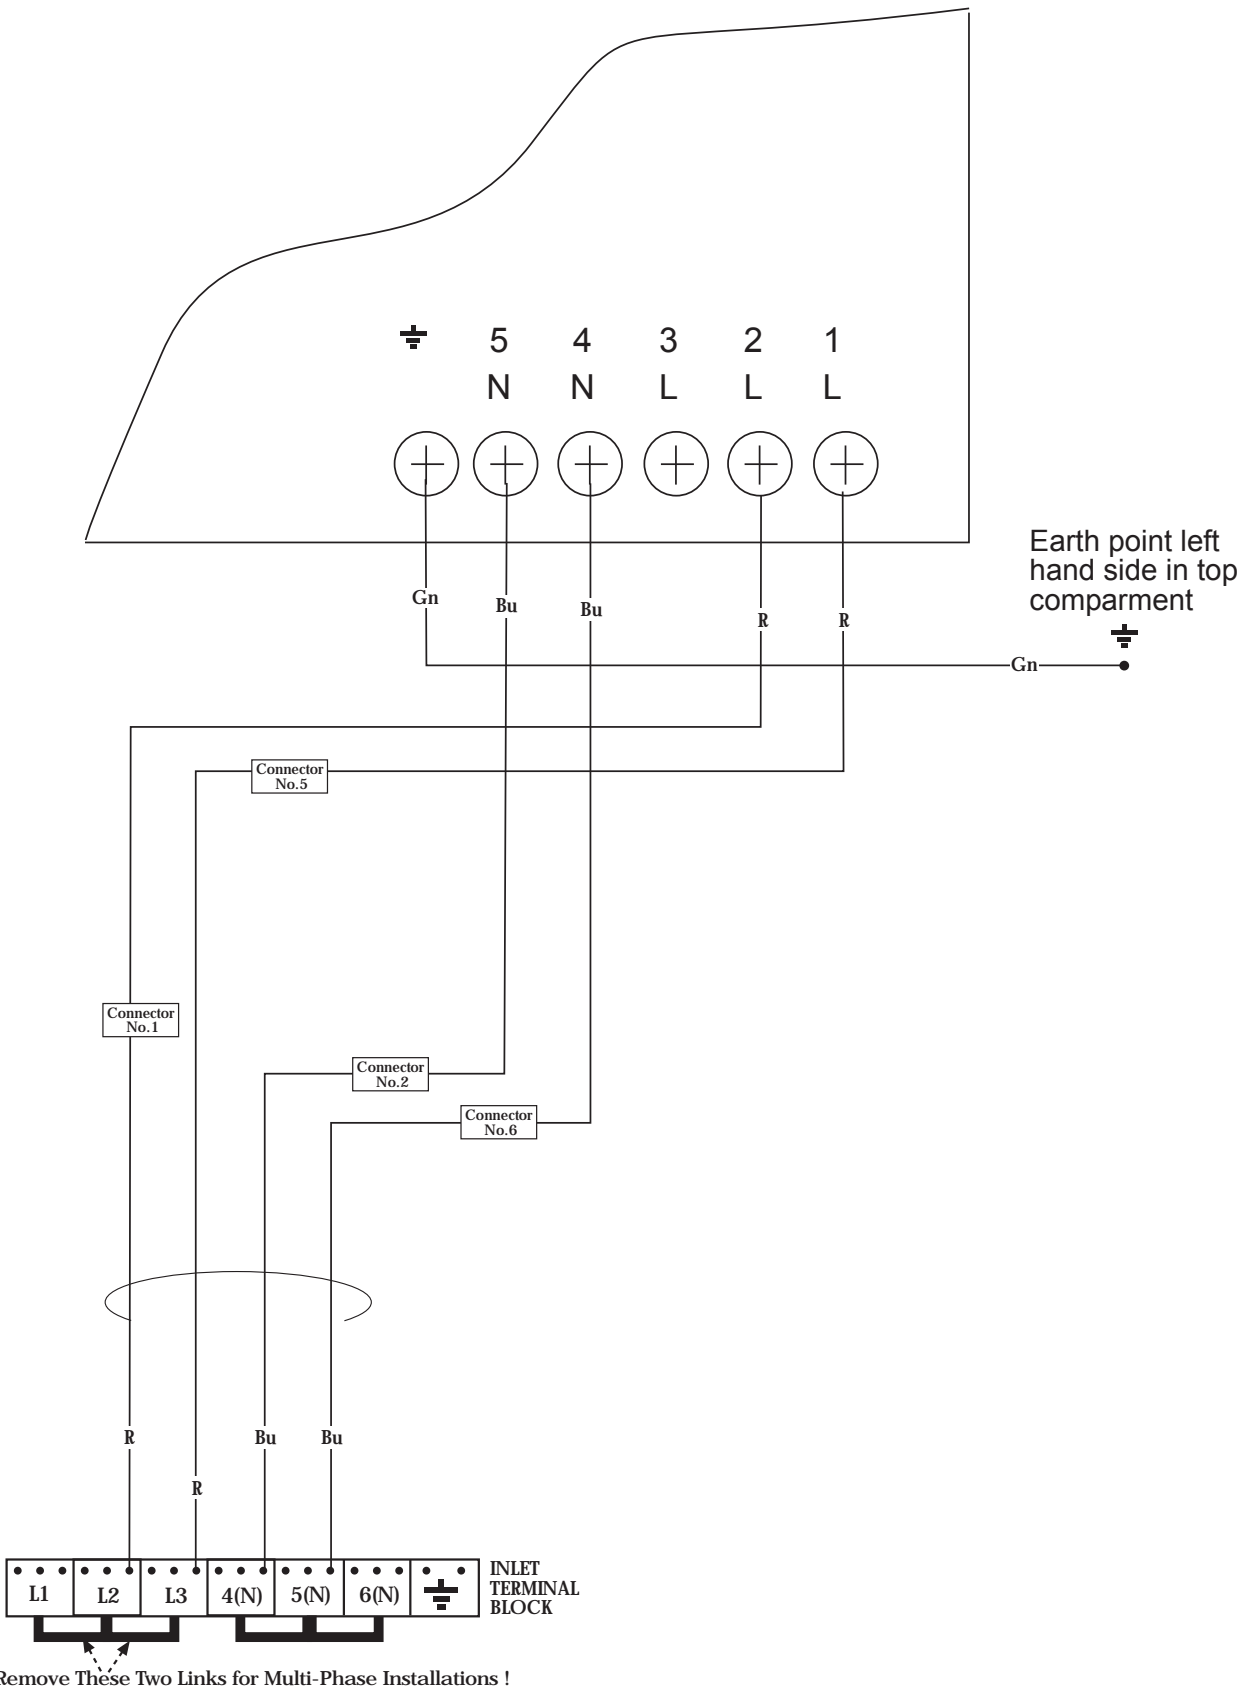 5 4 3 2 1
N N L L L
Earth point left
hand side in top
comparment
Gn
Bu
Bu
R
R
Gn
Connector
No.5
Connector
No.1
Connector
No.2
Connector
No.6
R
Bu
Bu
R
L1 L2 L3 4(N) 5(N) 6(N)
INLET
TERMINAL
BLOCK
Remove These Two Links for Multi-Phase Installations !